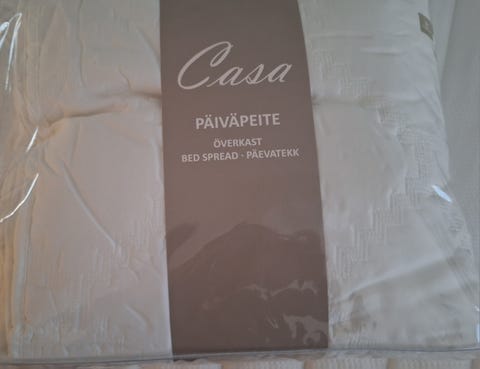 Casa
PÄIVÄPEITE
ÖVERKAST
BED SPREAD · PÄEVATEKK